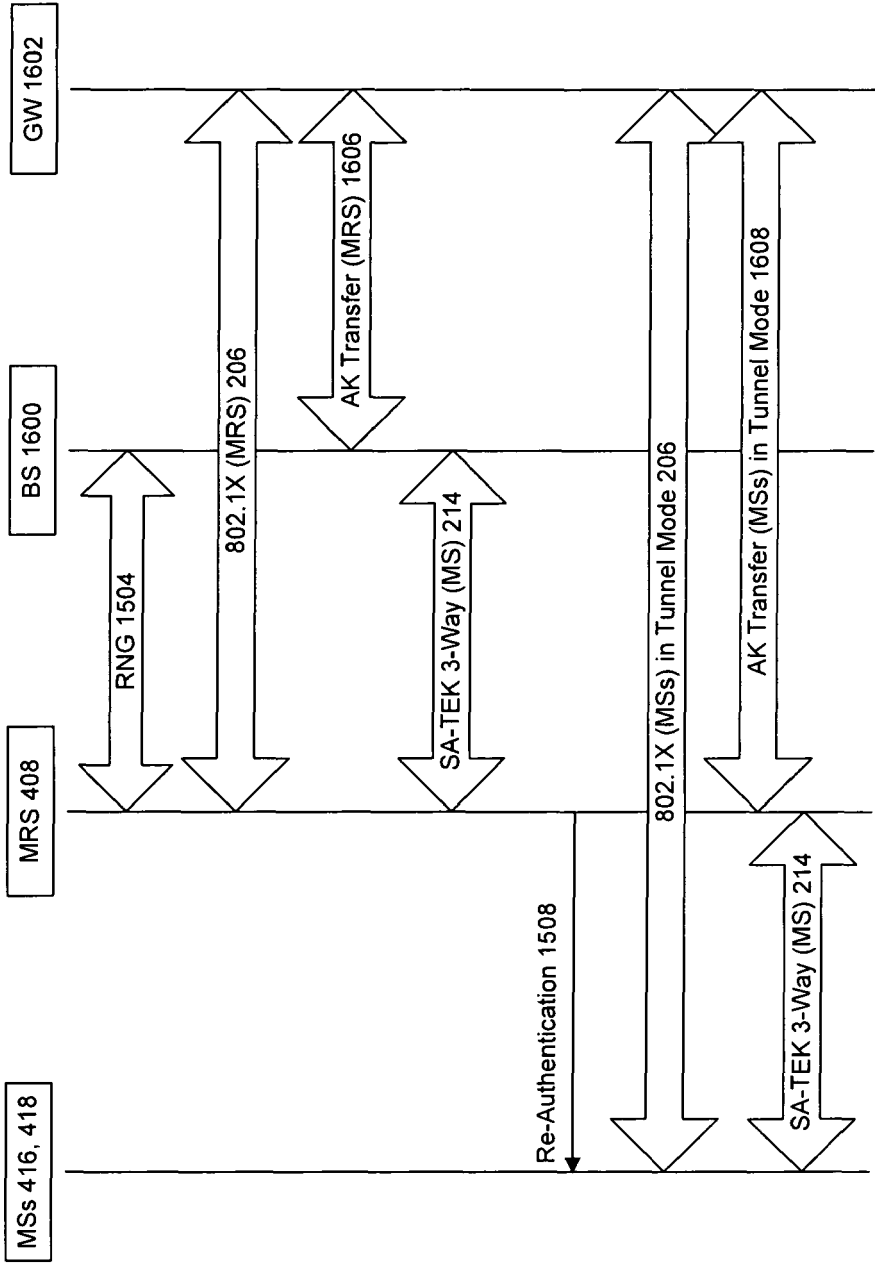 MSs 416, 418
MRS 408
BS 1600
GW 1602
RNG 1504
802.1X (MRS) 206
AK Transfer (MRS) 1606
SA-TEK 3-Way (MS) 214
Re-Authentication 1508
802.1X (MSs) in Tunnel Mode 206
AK Transfer (MSs) in Tunnel Mode 1608
SA-TEK 3-Way (MS) 214